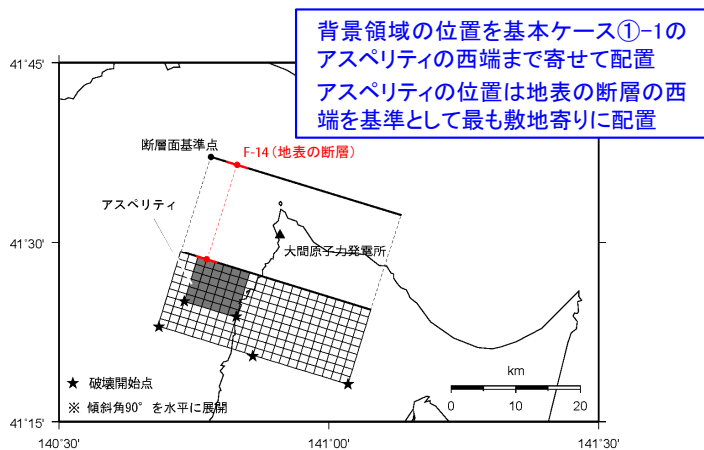 背景領域の位置を基本ケース①-1の
アスペリティの西端まで寄せて配置
アスペリティの位置は地表の断層の西
端を基準として最も敷地寄りに配置
41°45'
断層面基準点
F-14（地表の断層）
アスペリティ
41°30'
大間原子力発電所
★ 破壊開始点
※ 傾斜角90° を水平に展開
km
0 10 20
41°15'
140°30' 141°00' 141°30'